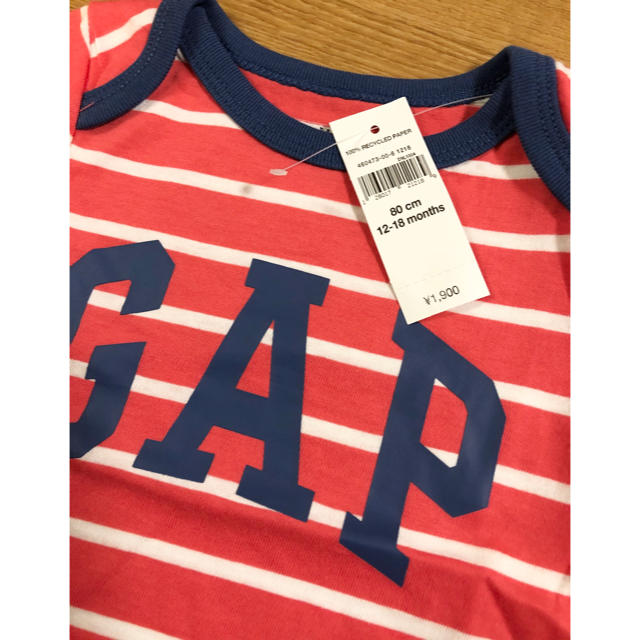 100% RECYCLED PAPER
460473-00-6 1218
80 cm
12-18 months
¥1,900
GAP